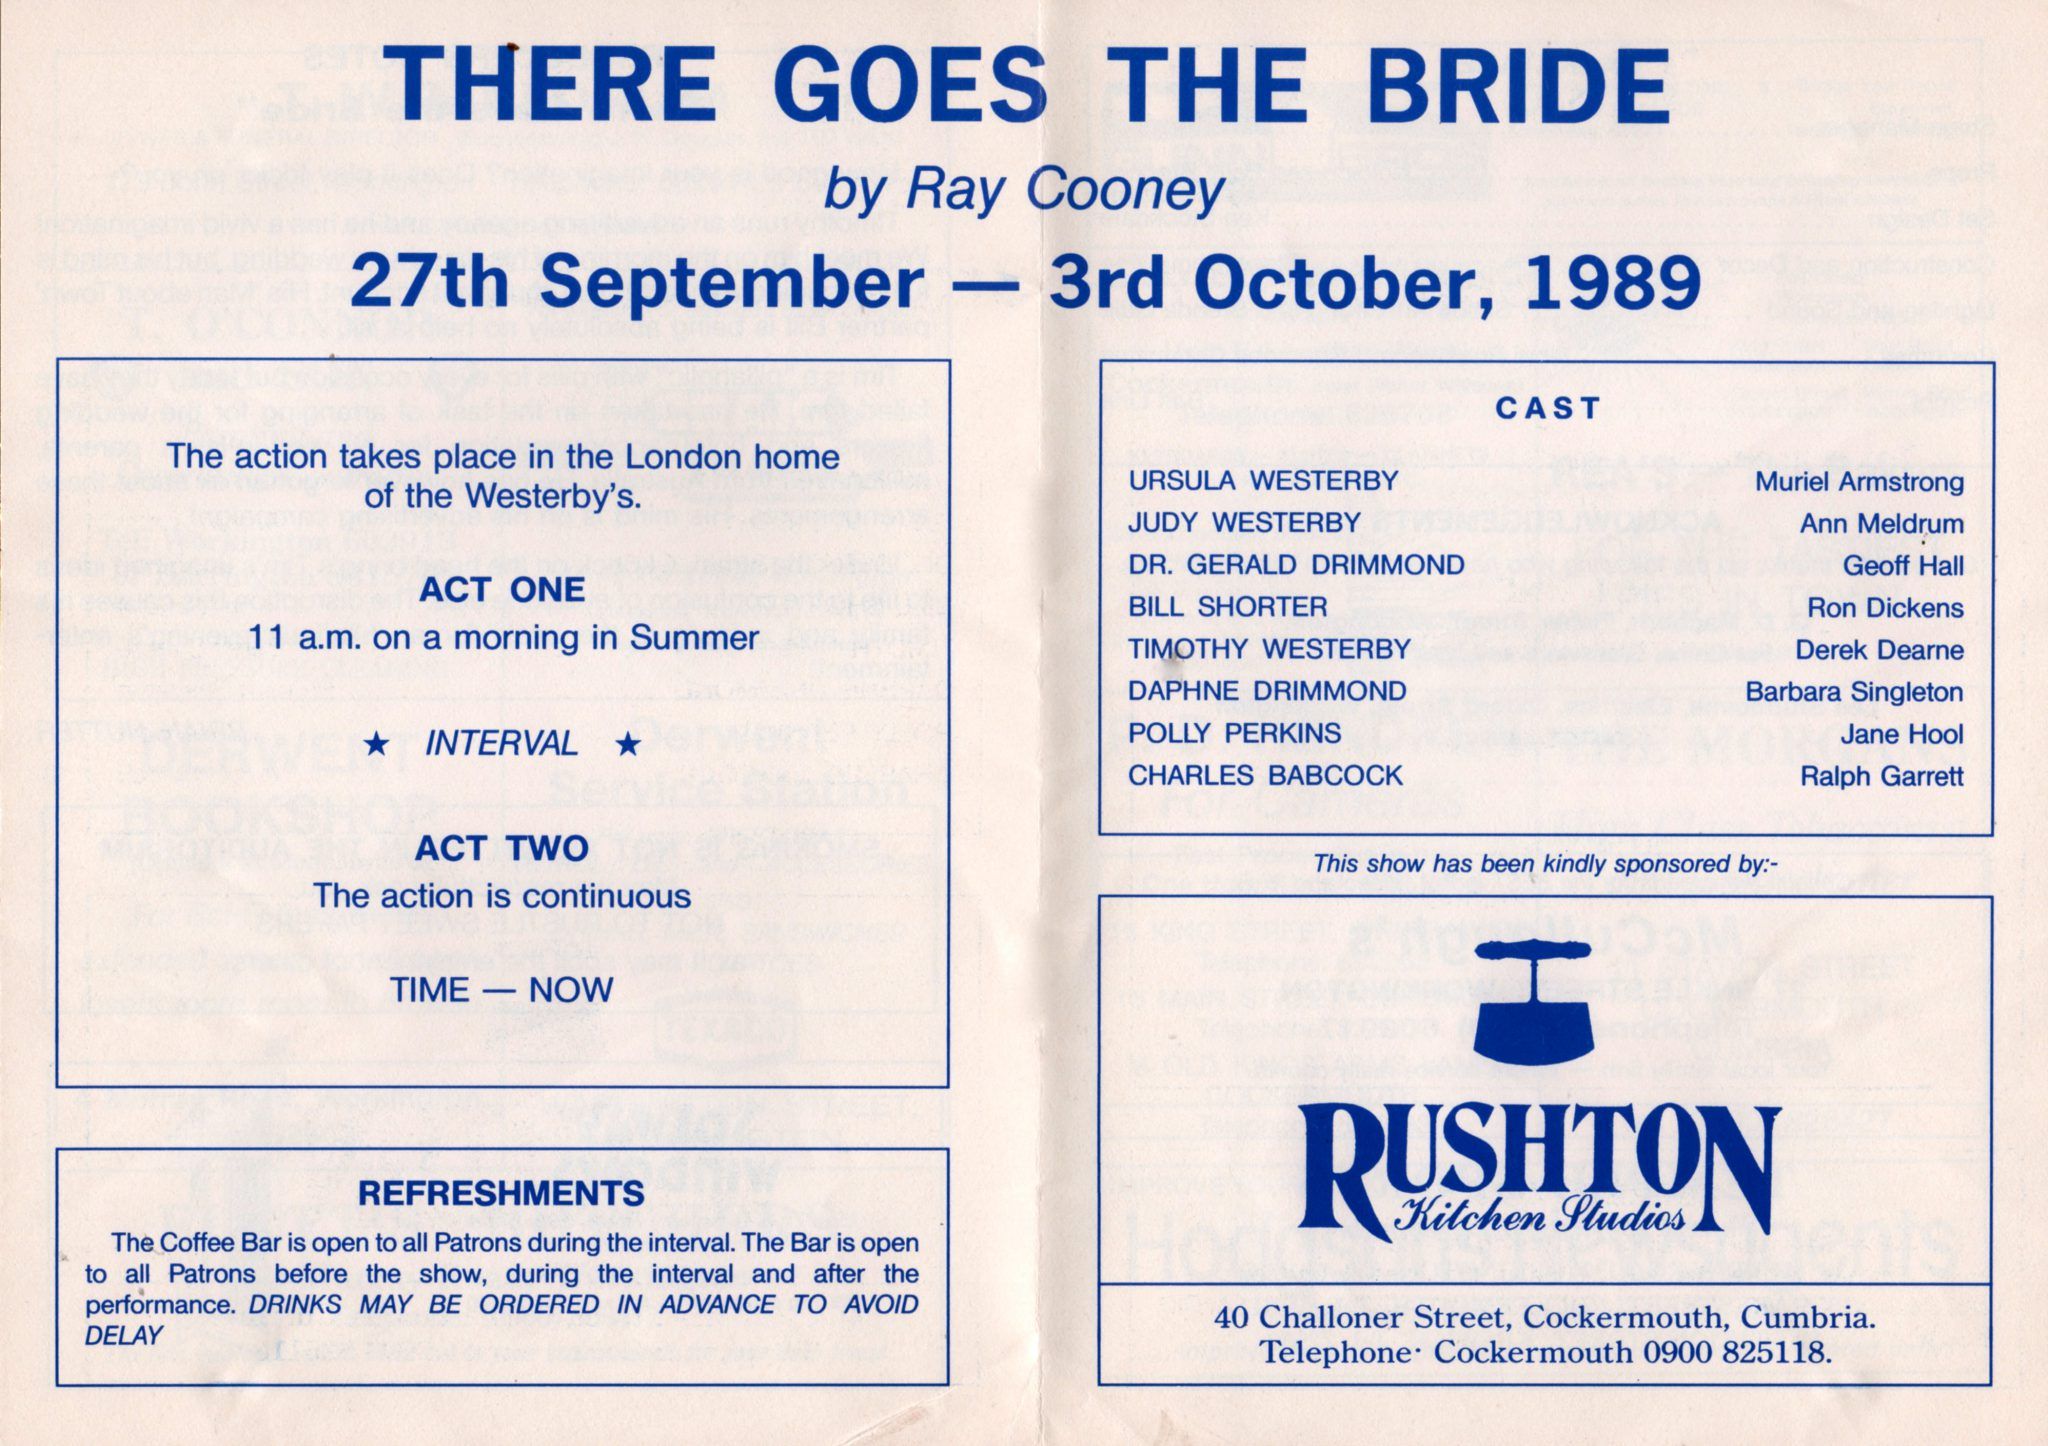 THERE GOES THE BRIDE
by Ray Cooney
27th September — 3rd October, 1989
The action takes place in the London home
of the Westerby's.
ACT ONE
11 a.m. on a morning in Summer
★ INTERVAL ★
ACT TWO
The action is continuous
TIME — NOW
REFRESHMENTS
The Coffee Bar is open to all Patrons during the interval. The Bar is open
to all Patrons before the show, during the interval and after the
performance. DRINKS MAY BE ORDERED IN ADVANCE TO AVOID
DELAY
CAST
URSULA WESTERBY Muriel Armstrong
JUDY WESTERBY Ann Meldrum
DR. GERALD DRIMMOND Geoff Hall
BILL SHORTER Ron Dickens
TIMOTHY WESTERBY Derek Dearne
DAPHNE DRIMMOND Barbara Singleton
POLLY PERKINS Jane Hool
CHARLES BABCOCK Ralph Garrett
This show has been kindly sponsored by:-
RUSHTON
Kitchen Studios
40 Challoner Street, Cockermouth, Cumbria.
Telephone· Cockermouth 0900 825118.